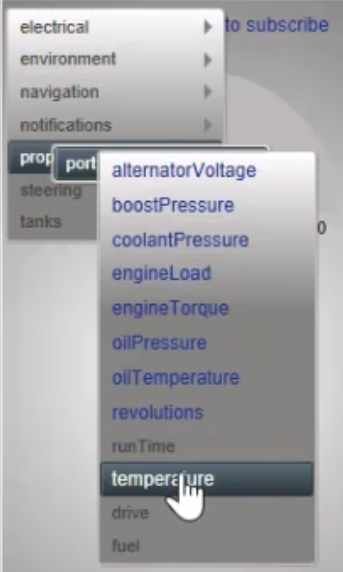 electrical
to subscribe
environment
navigation
notifications
prop
port
steering
tanks
alternatorVoltage
boostPressure
coolantPressure
0
engineLoad
engineTorque
oilPressure
oilTemperature
revolutions
runTime
temperature
drive
fuel